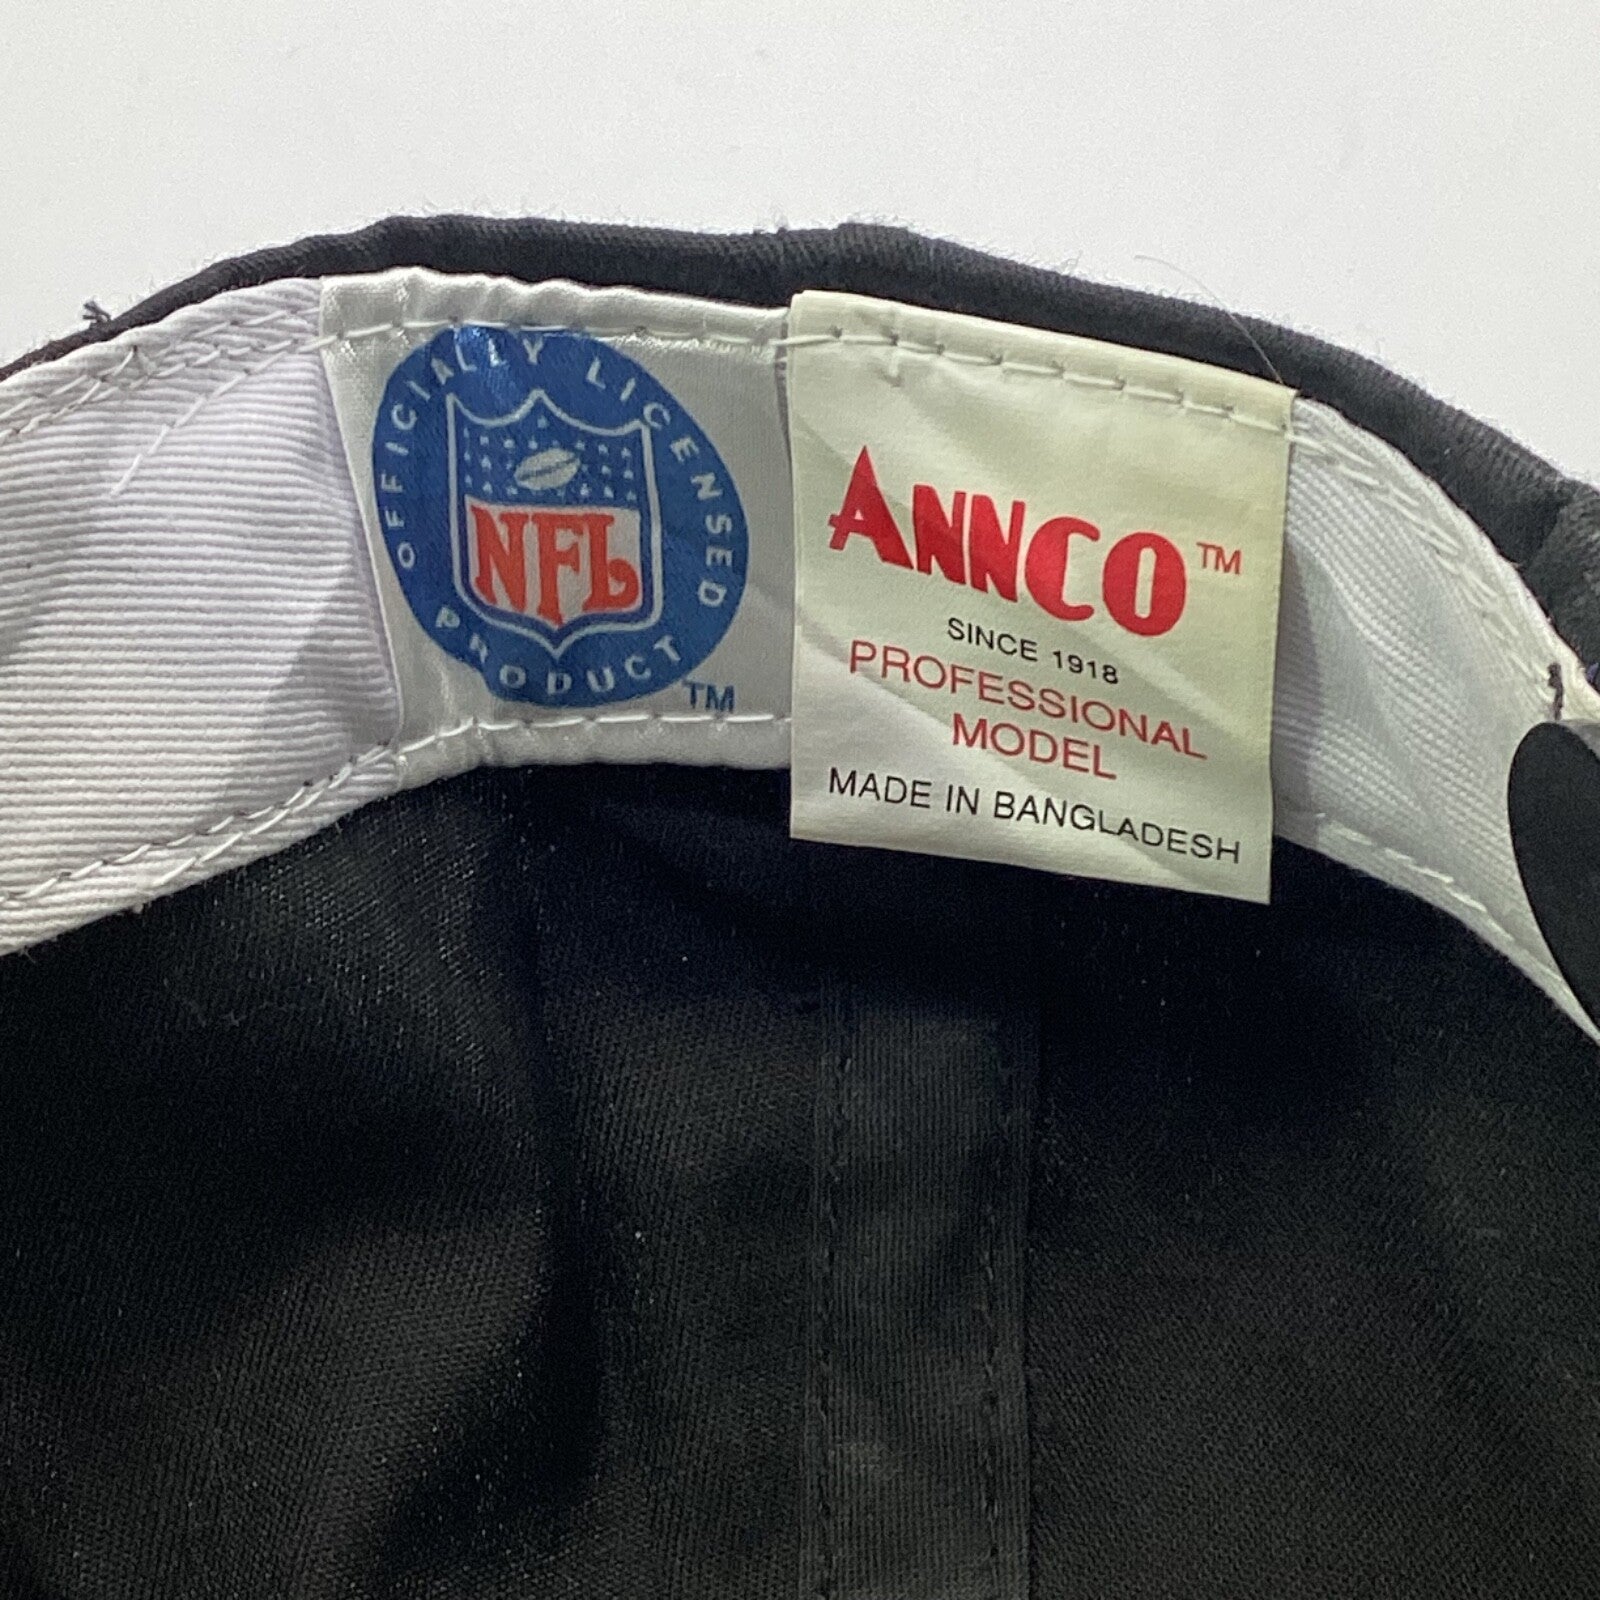 OFFICIALLY LICENSED
NFL
PRODUCT
TM
ANNCO™
SINCE 1918
PROFESSIONAL
MODEL
MADE IN BANGLADESH